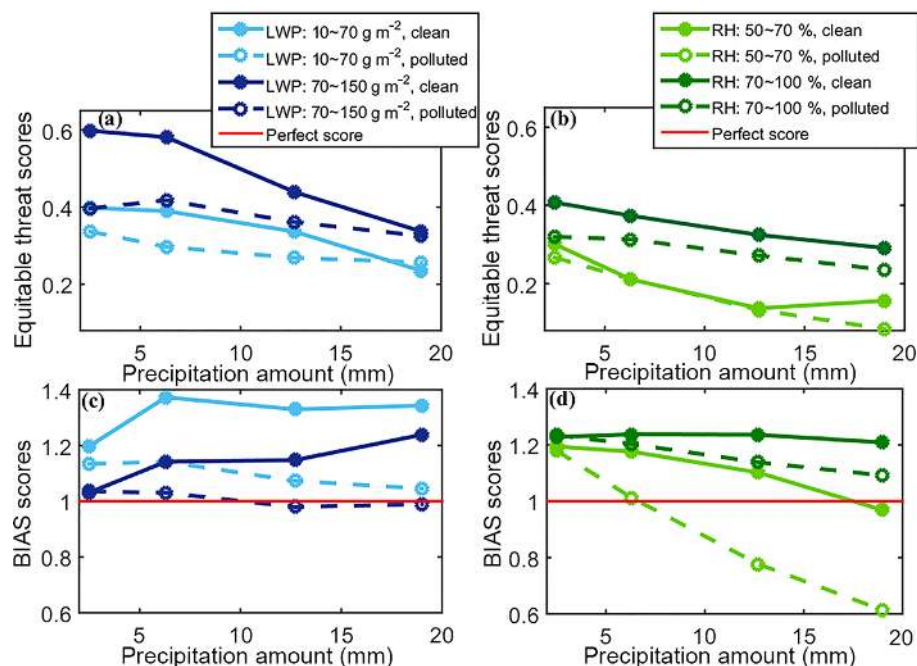 LWP: 10~70 g m⁻², clean
LWP: 10~70 g m⁻², polluted
LWP: 70~150 g m⁻², clean
LWP: 70~150 g m⁻², polluted
Perfect score
RH: 50~70 %, clean
RH: 50~70 %, polluted
RH: 70~100 %, clean
RH: 70~100 %, polluted
Perfect score
(a)
Equitable threat scores
0.6
0.4
0.2
5 10 15 20
Precipitation amount (mm)
(b)
Equitable threat scores
0.6
0.4
0.2
5 10 15 20
Precipitation amount (mm)
(c)
BIAS scores
1.4
1.2
1
0.8
0.6
5 10 15 20
Precipitation amount (mm)
(d)
BIAS scores
1.4
1.2
1
0.8
0.6
5 10 15 20
Precipitation amount (mm)